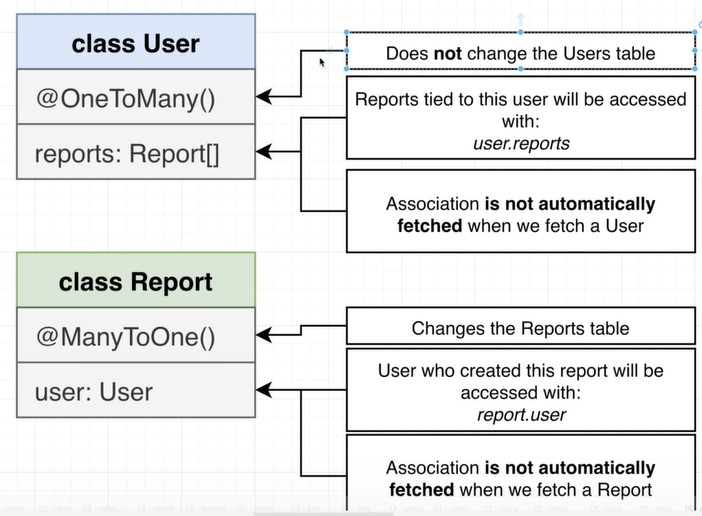 class User
@OneToMany()
reports: Report[]
Does not change the Users table
Reports tied to this user will be accessed
with:
user.reports
Association is not automatically
fetched when we fetch a User
class Report
@ManyToOne()
user: User
Changes the Reports table
User who created this report will be
accessed with:
report.user
Association is not automatically
fetched when we fetch a Report